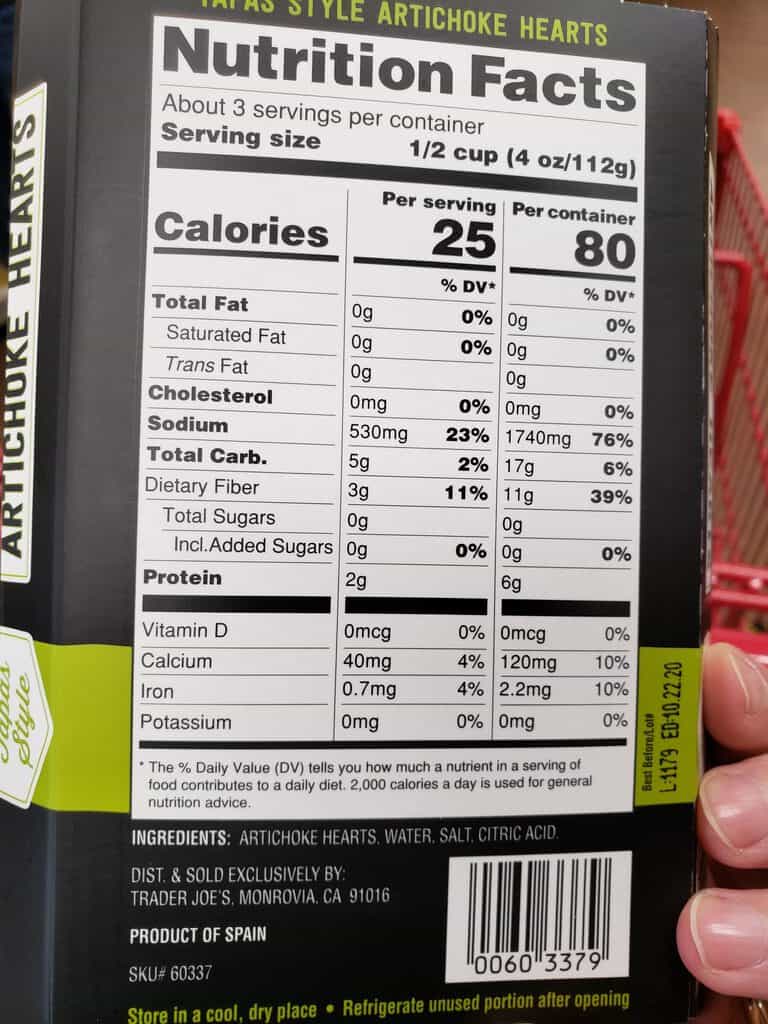 TAPAS STYLE ARTICHOKE HEARTS
Nutrition Facts
About 3 servings per container
Serving size 1/2 cup (4 oz/112g)
Per serving Per container
Calories 25 80
% DV* % DV*
Total Fat 0g 0% 0g 0%
Saturated Fat 0g 0% 0g 0%
Trans Fat 0g 0g
Cholesterol 0mg 0% 0mg 0%
Sodium 530mg 23% 1740mg 76%
Total Carb. 5g 2% 17g 6%
Dietary Fiber 3g 11% 11g 39%
Total Sugars 0g 0g
Incl.Added Sugars 0g 0% 0g 0%
Protein 2g 6g
Vitamin D 0mcg 0% 0mcg 0%
Calcium 40mg 4% 120mg 10%
Iron 0.7mg 4% 2.2mg 10%
Potassium 0mg 0% 0mg 0%
* The % Daily Value (DV) tells you how much a nutrient in a serving of
food contributes to a daily diet. 2,000 calories a day is used for general
nutrition advice.
INGREDIENTS: ARTICHOKE HEARTS, WATER, SALT, CITRIC ACID.
DIST. & SOLD EXCLUSIVELY BY:
TRADER JOE'S, MONROVIA, CA 91016
PRODUCT OF SPAIN
SKU# 60337
0060 3379
Store in a cool, dry place • Refrigerate unused portion after opening
Best Before/Lot#
L:1179 ED:10.22.20
ARTICHOKE HEARTS
Tapas
Style